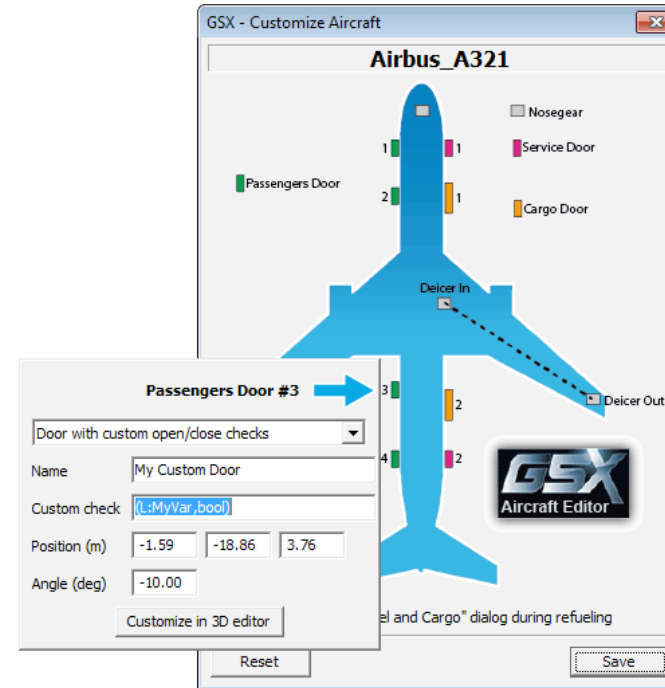 GSX - Customize Aircraft
Airbus_A321
Nosegear
1 1 Service Door
Passengers Door
2 1 Cargo Door
Deicer In
Passengers Door #3 3
2 Deicer Out
Door with custom open/close checks
Name My Custom Door
4 2
GSX
Aircraft Editor
Custom check (L:MyVar,bool)
Position (m) -1.59 -18.86 3.76
Angle (deg) -10.00
Customize in 3D editor
and Cargo" dialog during refueling
Reset Save